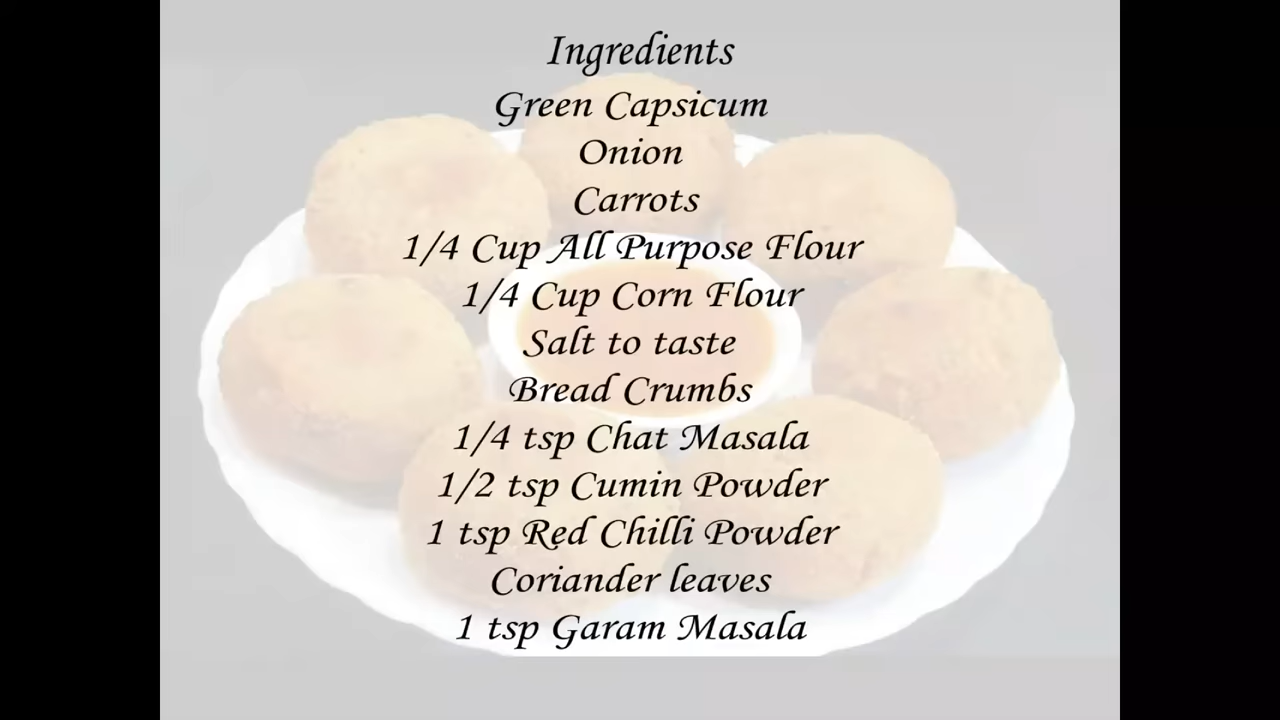 Ingredients
Green Capsicum
Onion
Carrots
1/4 Cup All Purpose Flour
1/4 Cup Corn Flour
Salt to taste
Bread Crumbs
1/4 tsp Chat Masala
1/2 tsp Cumin Powder
1 tsp Red Chilli Powder
Coriander leaves
1 tsp Garam Masala